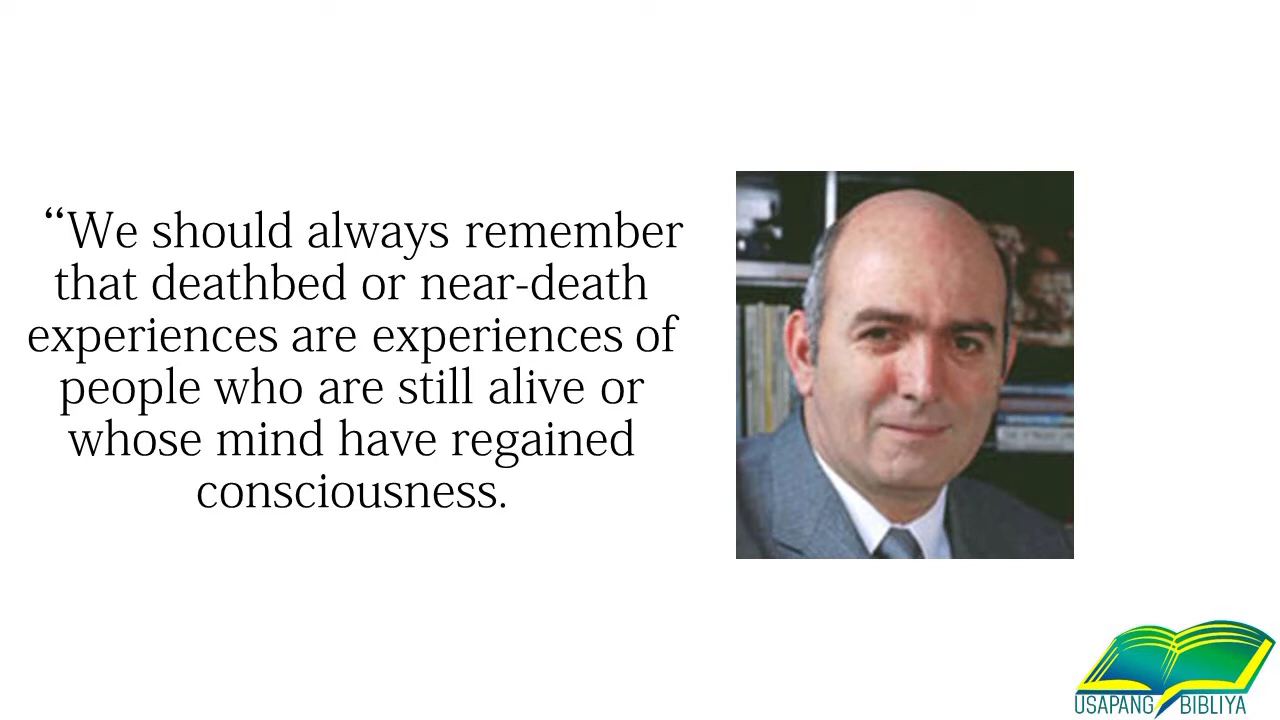 “We should always remember
that deathbed or near-death
experiences are experiences of
people who are still alive or
whose mind have regained
consciousness.
USAPANG BIBLIYA